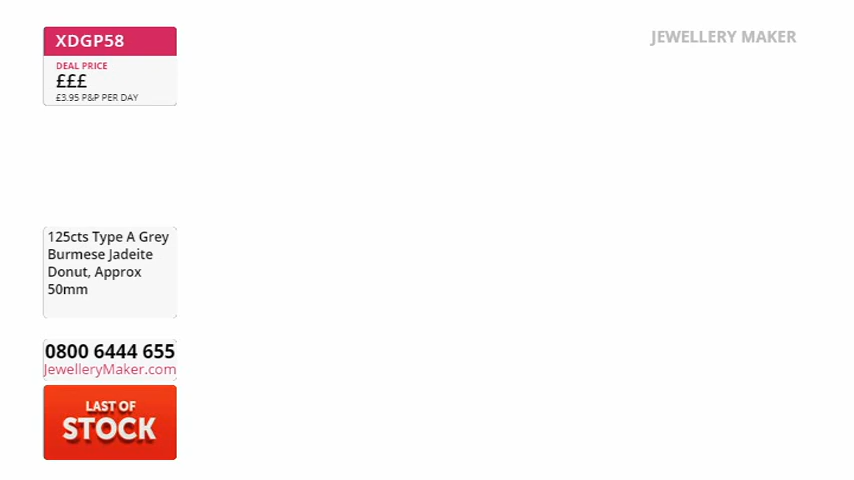 XDGP58
JEWELLERY MAKER
DEAL PRICE
£££
£3.95 P&P PER DAY
125cts Type A Grey
Burmese Jadeite
Donut, Approx
50mm
0800 6444 655
JewelleryMaker.com
LAST OF
STOCK